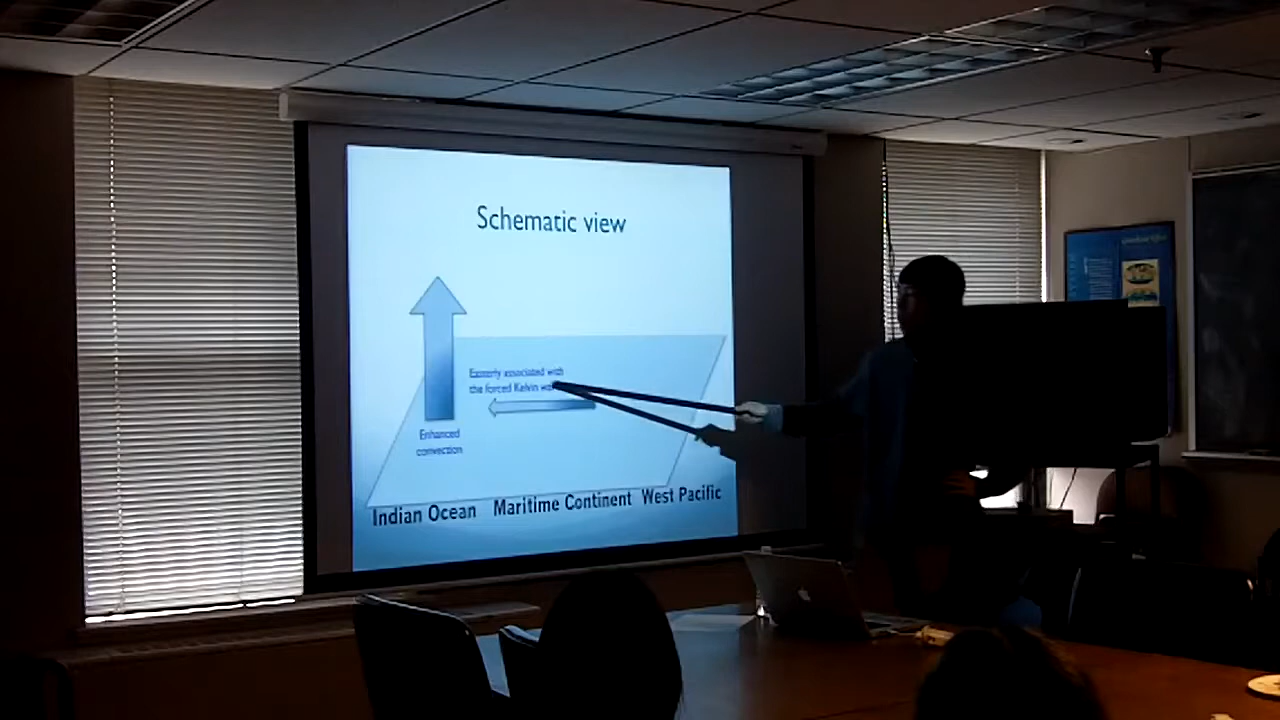 Schematic view
Easterly associated with
the forced Kelvin
Enhanced
convection
Indian Ocean Maritime Continent West Pacific